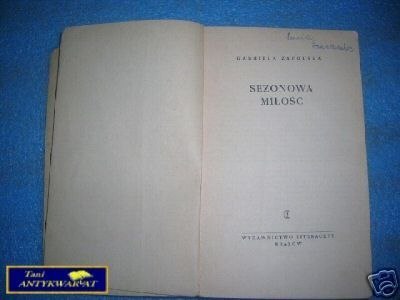 GABRIELA ZAPOLSKA
SEZONOWA
MIŁOŚĆ
WYDAWNICTWO LITERACKIE
KRAKÓW
Tani
ANTYKWARIAT